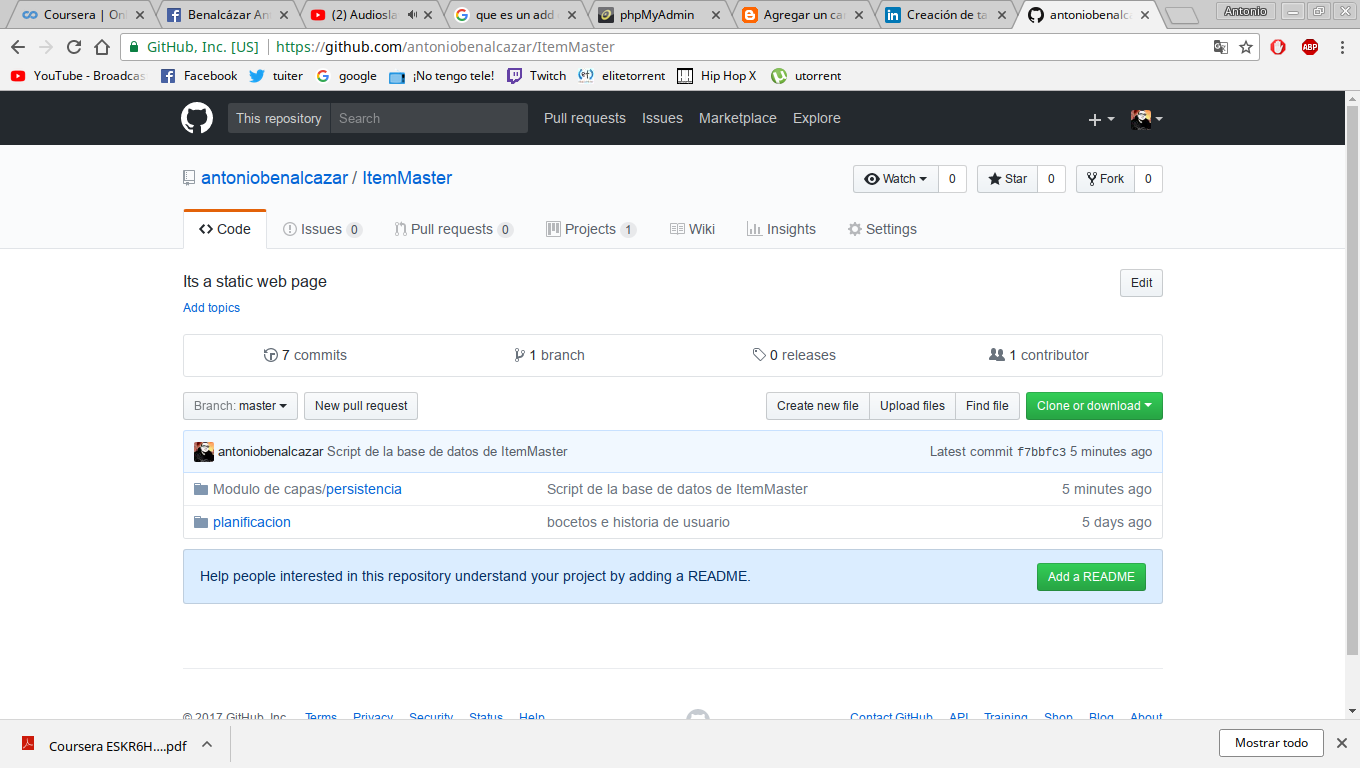 Coursera | Onl
Benalcázar An
(2) Audiosla
que es un add
phpMyAdmin
Agregar un ca
Creación de ta
antoniobenalca
Antonio
GitHub, Inc. [US] https://github.com/antoniobenalcazar/ItemMaster
YouTube - Broadcas
Facebook
tuiter
google
¡No tengo tele!
Twitch
elitetorrent
Hip Hop X
utorrent
This repository Search Pull requests Issues Marketplace Explore
antoniobenalcazar / ItemMaster
Watch 0
Star 0
Fork 0
Code
Issues 0
Pull requests 0
Projects 1
Wiki
Insights
Settings
Its a static web page
Edit
Add topics
7 commits
1 branch
0 releases
1 contributor
Branch: master
New pull request
Create new file
Upload files
Find file
Clone or download
antoniobenalcazar Script de la base de datos de ItemMaster
Latest commit f7bbfc3 5 minutes ago
Modulo de capas/persistencia Script de la base de datos de ItemMaster 5 minutes ago
planificacion bocetos e historia de usuario 5 days ago
Help people interested in this repository understand your project by adding a README.
Add a README
© 2017 GitHub, Inc. Terms Privacy Security Status Help
Contact GitHub API Training Shop Blog About
Coursera ESKR6H....pdf
Mostrar todo